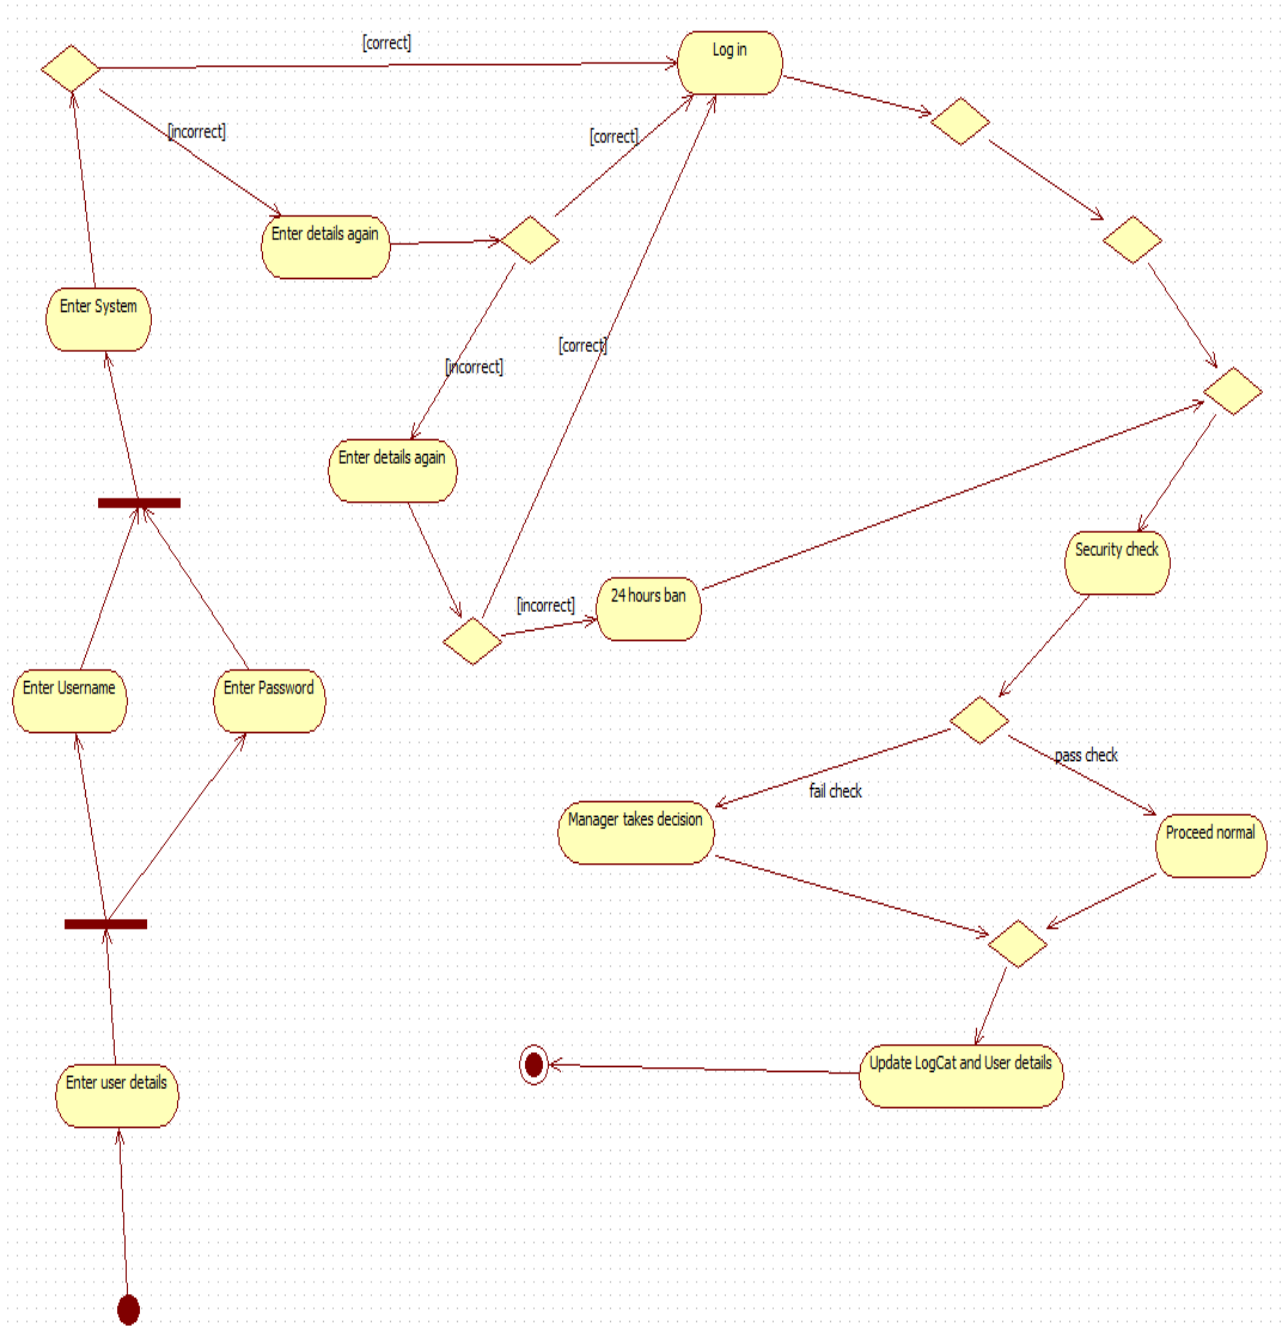 [correct]
Log in
[incorrect]
[correct]
Enter details again
Enter System
[correct]
[incorrect]
Enter details again
Security check
24 hours ban
[incorrect]
Enter Username
Enter Password
pass check
fail check
Manager takes decision
Proceed normal
Update LogCat and User details
Enter user details